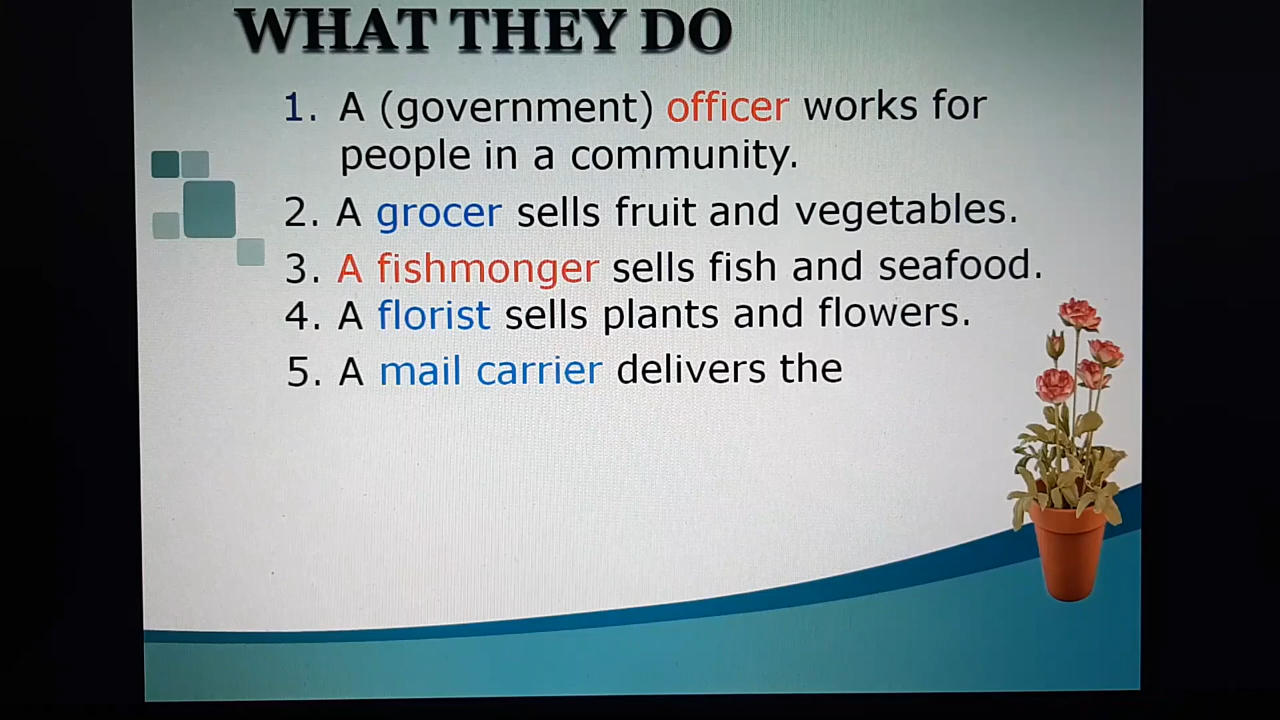 WHAT THEY DO
1. A (government) officer works for
people in a community.
2. A grocer sells fruit and vegetables.
3. A fishmonger sells fish and seafood.
4. A florist sells plants and flowers.
5. A mail carrier delivers the